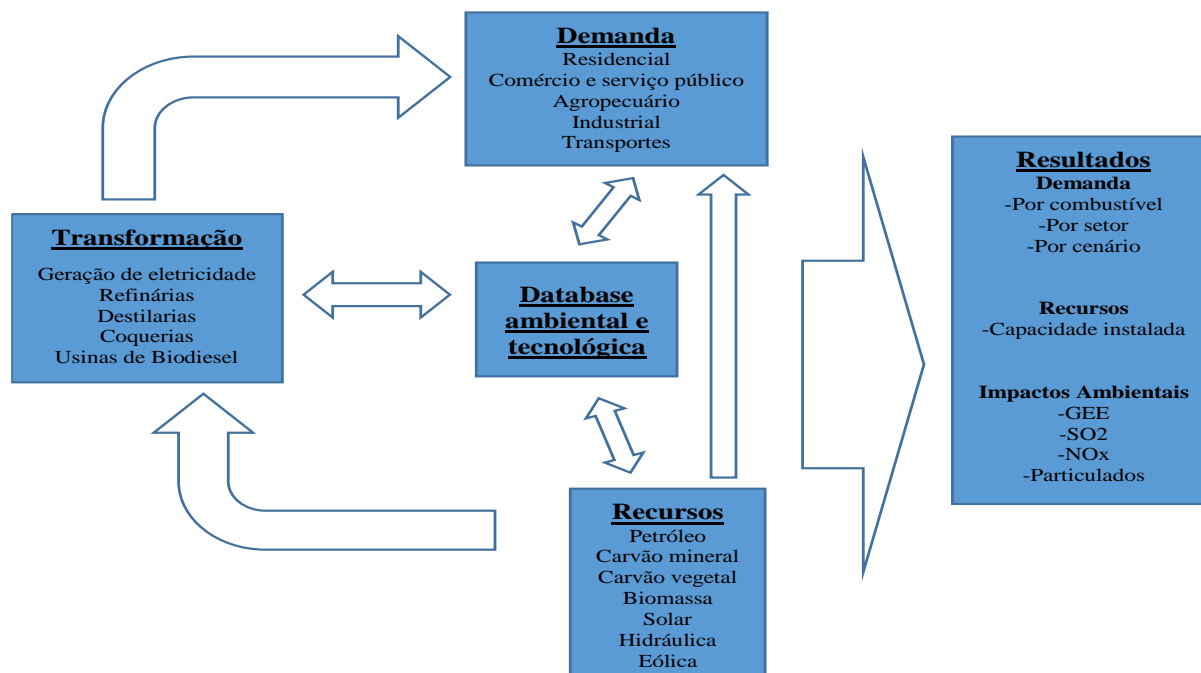 Demanda
Residencial
Comércio e serviço público
Agropecuário
Industrial
Transportes
Transformação
Geração de eletricidade
Refinárias
Destilarias
Coquerias
Usinas de Biodiesel
Database
ambiental e
tecnológica
Recursos
Petróleo
Carvão mineral
Carvão vegetal
Biomassa
Solar
Hidráulica
Eólica
Resultados
Demanda
-Por combustível
-Por setor
-Por cenário
Recursos
-Capacidade instalada
Impactos Ambientais
-GEE
-SO2
-NOx
-Particulados